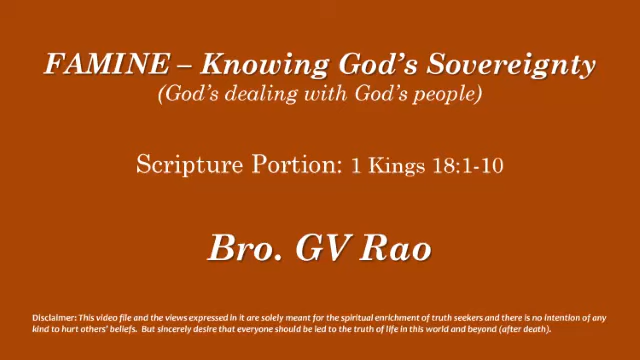 FAMINE – Knowing God's Sovereignty
(God's dealing with God's people)
Scripture Portion: 1 Kings 18:1-10
Bro. GV Rao
Disclaimer: This video file and the views expressed in it are solely meant for the spiritual enrichment of truth seekers and there is no intention of any
kind to hurt others' beliefs. But sincerely desire that everyone should be led to the truth of life in this world and beyond (after death).